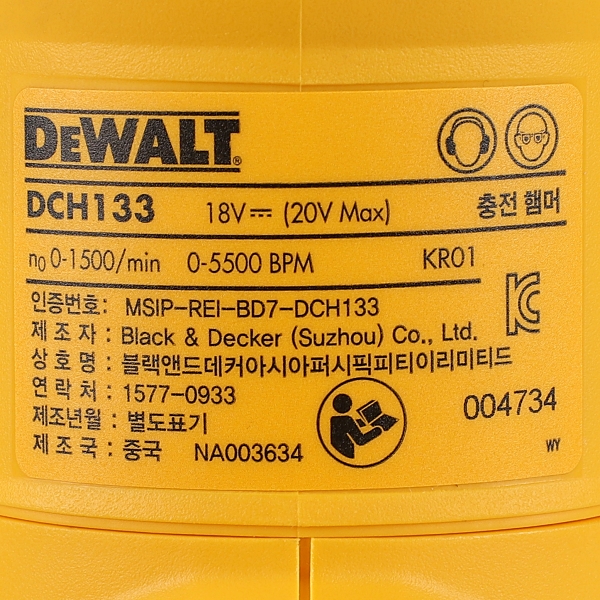 DEWALT®
DCH133 18V⎓ (20V Max) 충전 햄머
n₀ 0-1500/min 0-5500 BPM KR01
인증번호: MSIP-REI-BD7-DCH133
제 조 자 : Black & Decker (Suzhou) Co., Ltd.
상 호 명 : 블랙앤드데커아시아퍼시픽피티이리미티드
연 락 처 : 1577-0933
제조년월 : 별도표기
004734
제 조 국 : 중국 NA003634
WY